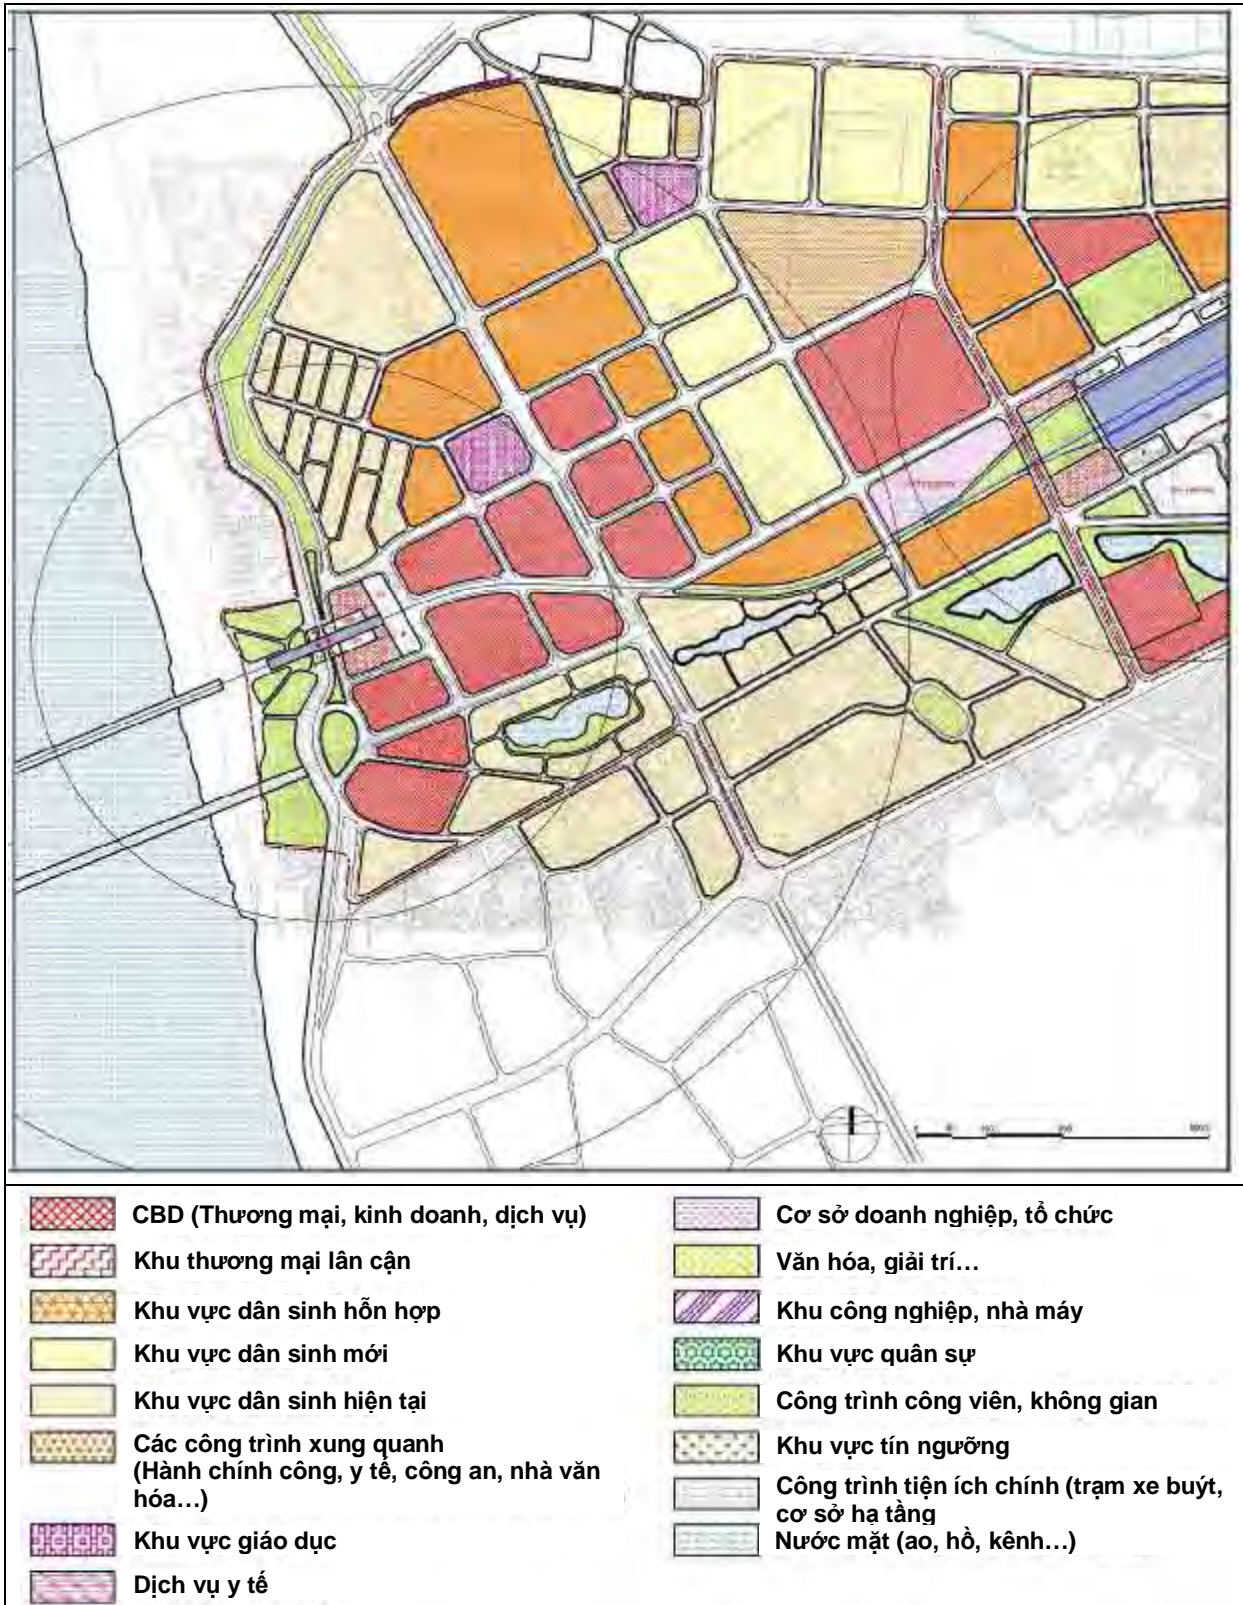 CBD (Thương mại, kinh doanh, dịch vụ)
Khu thương mại lân cận
Khu vực dân sinh hỗn hợp
Khu vực dân sinh mới
Khu vực dân sinh hiện tại
Các công trình xung quanh
(Hành chính công, y tế, công an, nhà văn
hóa…)
Khu vực giáo dục
Dịch vụ y tế
Cơ sở doanh nghiệp, tổ chức
Văn hóa, giải trí…
Khu công nghiệp, nhà máy
Khu vực quân sự
Công trình công viên, không gian
Khu vực tín ngưỡng
Công trình tiện ích chính (trạm xe buýt,
cơ sở hạ tầng
Nước mặt (ao, hồ, kênh…)